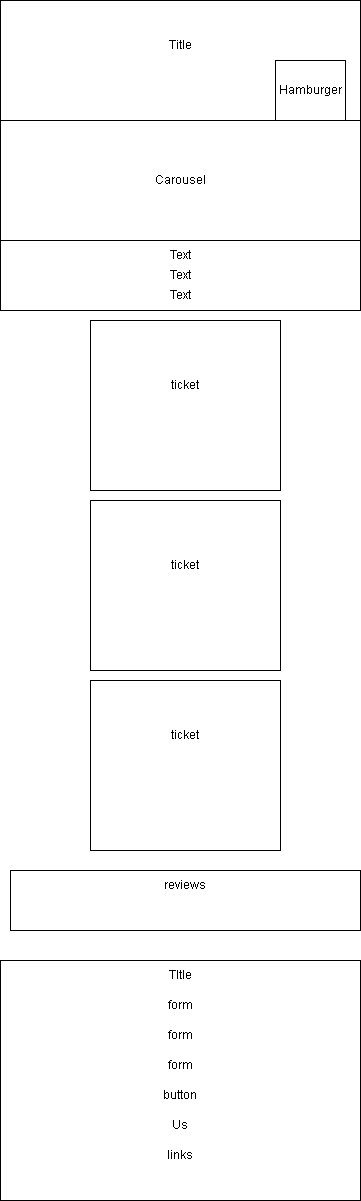 Title
Hamburger
Carousel
Text
Text
Text
ticket
ticket
ticket
reviews
TItle
form
form
form
button
Us
links